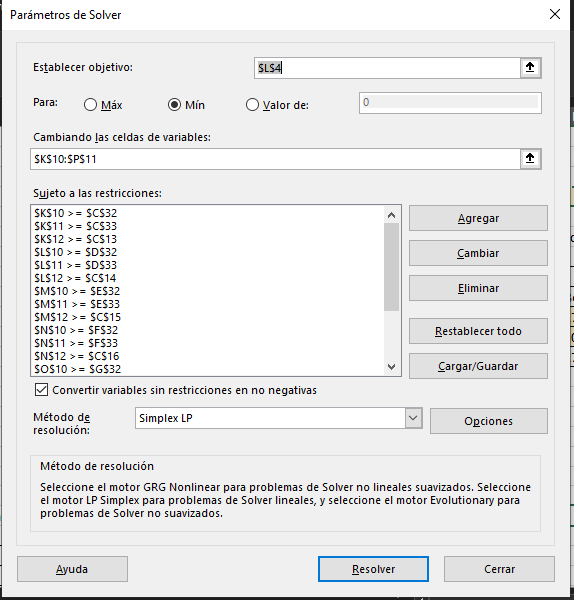 Parámetros de Solver
Establecer objetivo: $L$4
Para: Máx Mín Valor de: 0
Cambiando las celdas de variables:
$K$10:$P$11
Sujeto a las restricciones:
$K$10 >= $C$32
$K$11 >= $C$33
$K$12 >= $C$13
$L$10 >= $D$32
$L$11 >= $D$33
$L$12 >= $C$14
$M$10 >= $E$32
$M$11 >= $E$33
$M$12 >= $C$15
$N$10 >= $F$32
$N$11 >= $F$33
$N$12 >= $C$16
$O$10 >= $G$32
Agregar
Cambiar
Eliminar
Restablecer todo
Cargar/Guardar
Convertir variables sin restricciones en no negativas
Método de
resolución:
Simplex LP
Opciones
Método de resolución
Seleccione el motor GRG Nonlinear para problemas de Solver no lineales suavizados. Seleccione
el motor LP Simplex para problemas de Solver lineales, y seleccione el motor Evolutionary para
problemas de Solver no suavizados.
Ayuda
Resolver
Cerrar